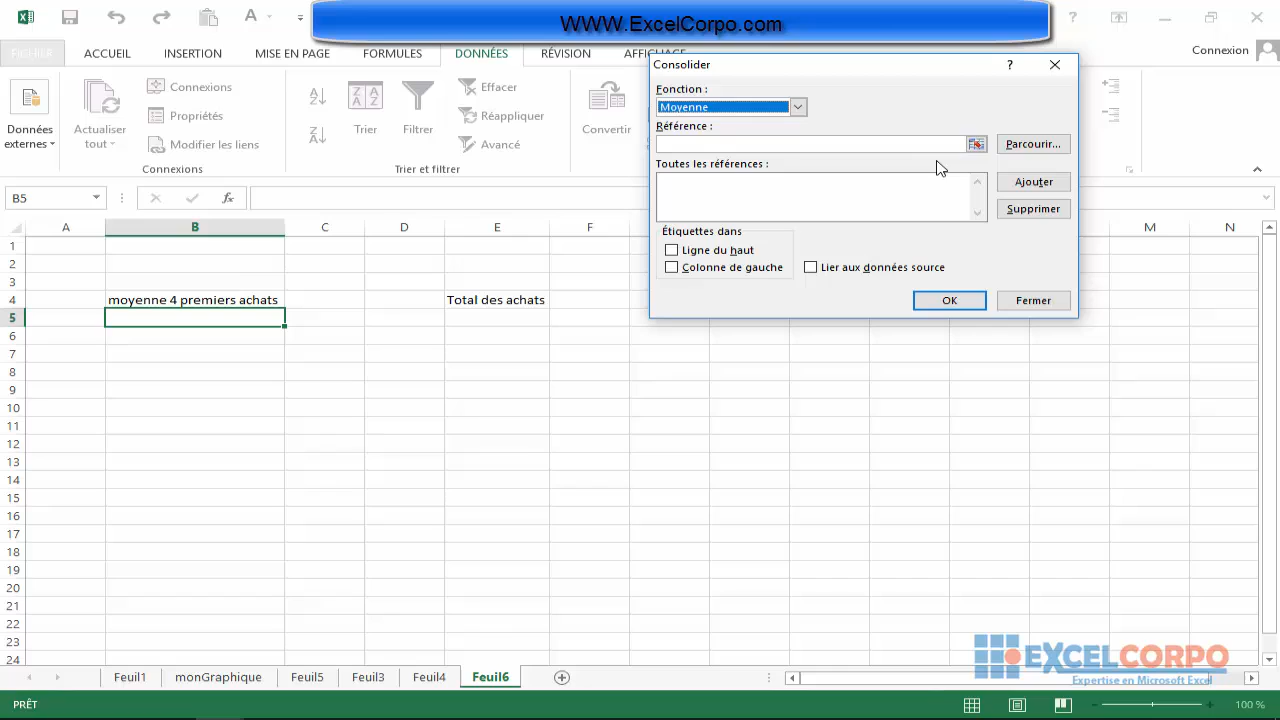 WWW.ExcelCorpo.com
?
FICHIER ACCUEIL INSERTION MISE EN PAGE FORMULES DONNÉES RÉVISION AFFICHAGE Connexion
Données externes
Actualiser tout
Connexions
Propriétés
Modifier les liens
Connexions
Trier
Filtrer
Effacer
Réappliquer
Avancé
Trier et filtrer
Convertir
Consolider ?
Fonction :
Moyenne
Référence :
Parcourir...
Toutes les références :
Ajouter
Supprimer
Étiquettes dans
Ligne du haut
Colonne de gauche
Lier aux données source
OK Fermer
B5 fx
A B C D E F M N
1
2
3
4 moyenne 4 premiers achats Total des achats
5
6
7
8
9
10
11
12
13
14
15
16
17
18
19
20
21
22
23
24
EXCELCORPO
Expertise en Microsoft Excel
Feuil1 monGraphique Feuil5 Feuil3 Feuil4 Feuil6
PRÊT 100 %